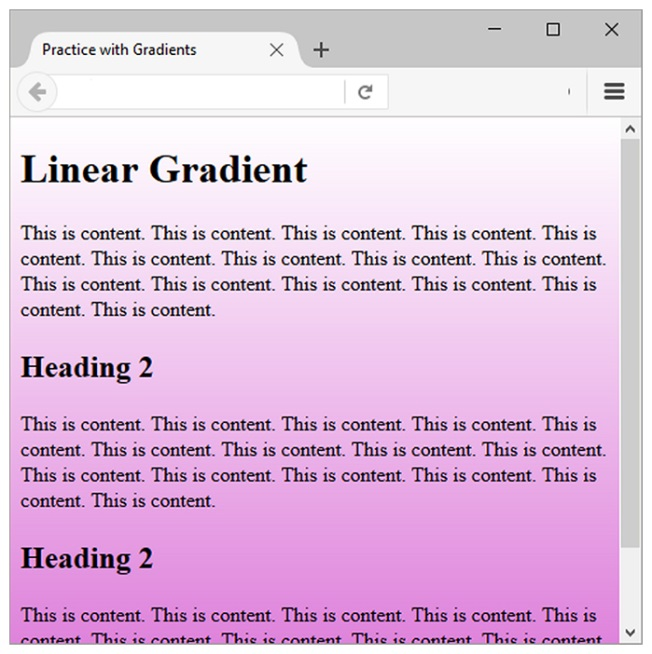 Practice with Gradients
Linear Gradient
This is content. This is content. This is content. This is content. This is
content. This is content. This is content. This is content. This is content.
This is content. This is content. This is content. This is content. This is
content. This is content.
Heading 2
This is content. This is content. This is content. This is content. This is
content. This is content. This is content. This is content. This is content.
This is content. This is content. This is content. This is content. This is
content. This is content.
Heading 2
This is content. This is content. This is content. This is content. This is
content. This is content. This is content. This is content. This is content.